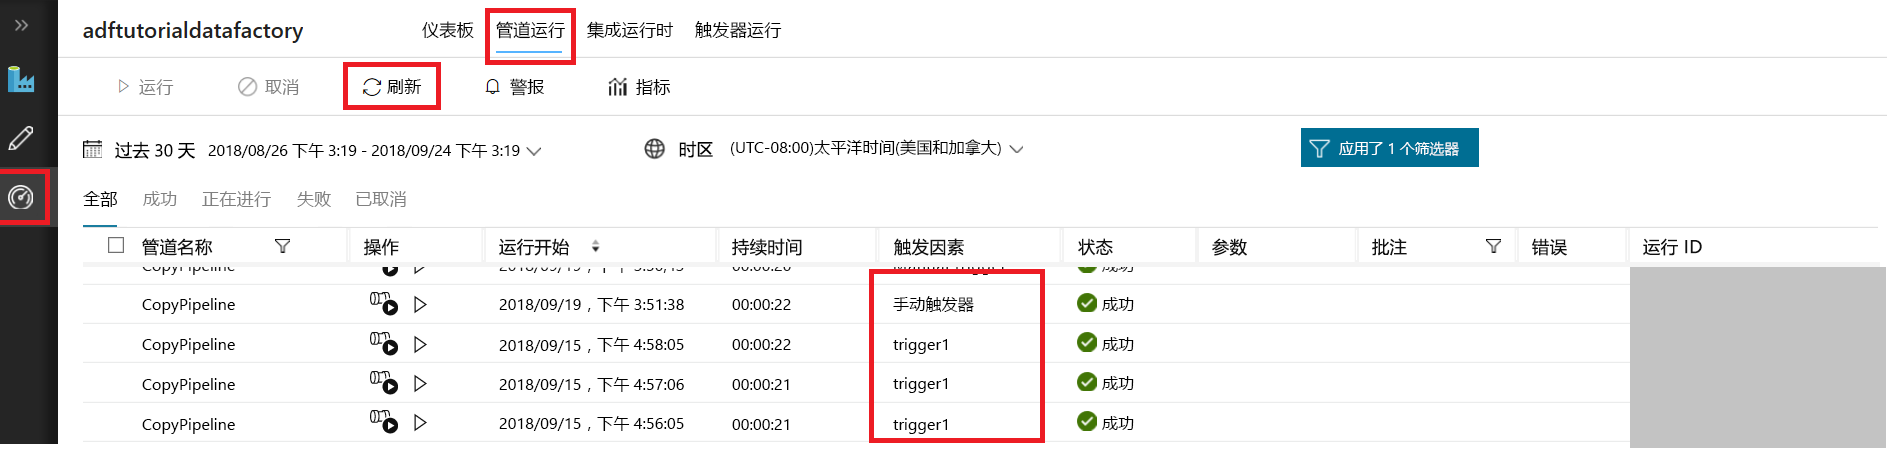 adftutorialdatafactory 仪表板 管道运行 集成运行时 触发器运行
运行 取消 刷新 警报 指标
过去 30 天 2018/08/26 下午 3:19 - 2018/09/24 下午 3:19 时区 (UTC-08:00)太平洋时间(美国和加拿大) 应用了 1 个筛选器
全部 成功 正在进行 失败 已取消
管道名称 操作 运行开始 持续时间 触发因素 状态 参数 批注 错误 运行 ID
CopyPipeline 成功
CopyPipeline 2018/09/19，下午 3:51:38 00:00:22 手动触发器 成功
CopyPipeline 2018/09/15，下午 4:58:05 00:00:22 trigger1 成功
CopyPipeline 2018/09/15，下午 4:57:06 00:00:21 trigger1 成功
CopyPipeline 2018/09/15，下午 4:56:05 00:00:21 trigger1 成功